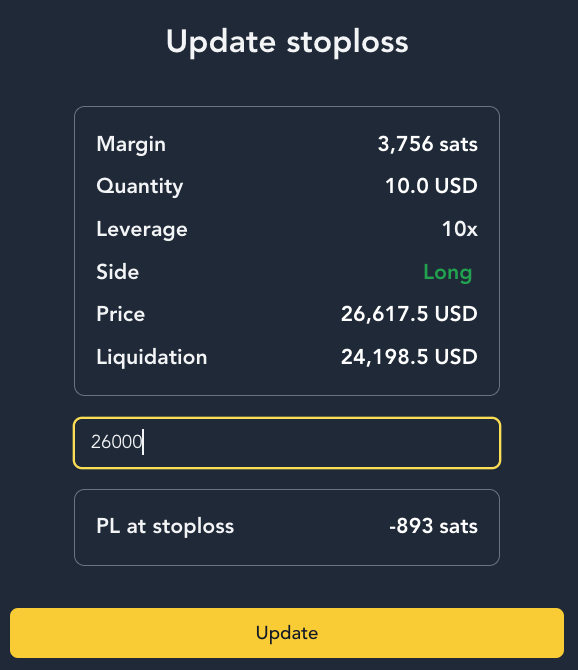 Update stoploss
Margin 3,756 sats
Quantity 10.0 USD
Leverage 10x
Side Long
Price 26,617.5 USD
Liquidation 24,198.5 USD
26000
PL at stoploss -893 sats
Update